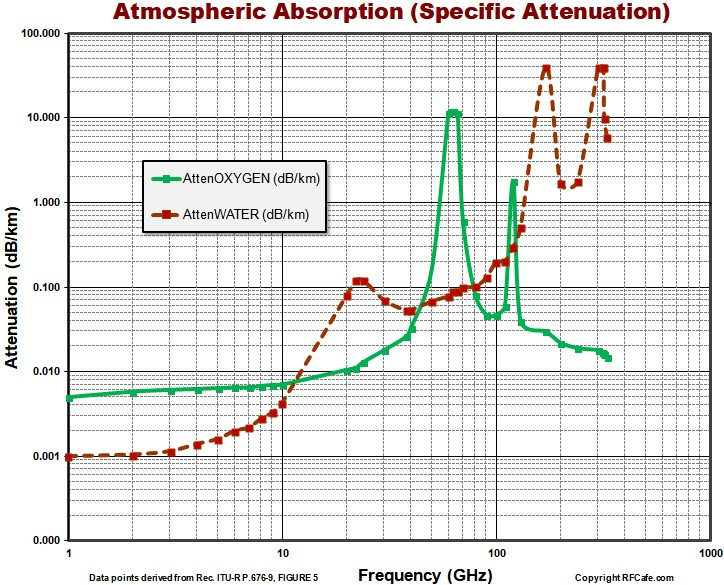 Atmospheric Absorption (Specific Attenuation)
100.000
10.000
1.000
0.100
0.010
0.001
0.000
Attenuation (dB/km)
AttenOXYGEN (dB/km)
AttenWATER (dB/km)
1
10
100
1000
Data points derived from Rec. ITU-R P.676-9, FIGURE 5
Frequency (GHz)
Copyright RFCafe.com